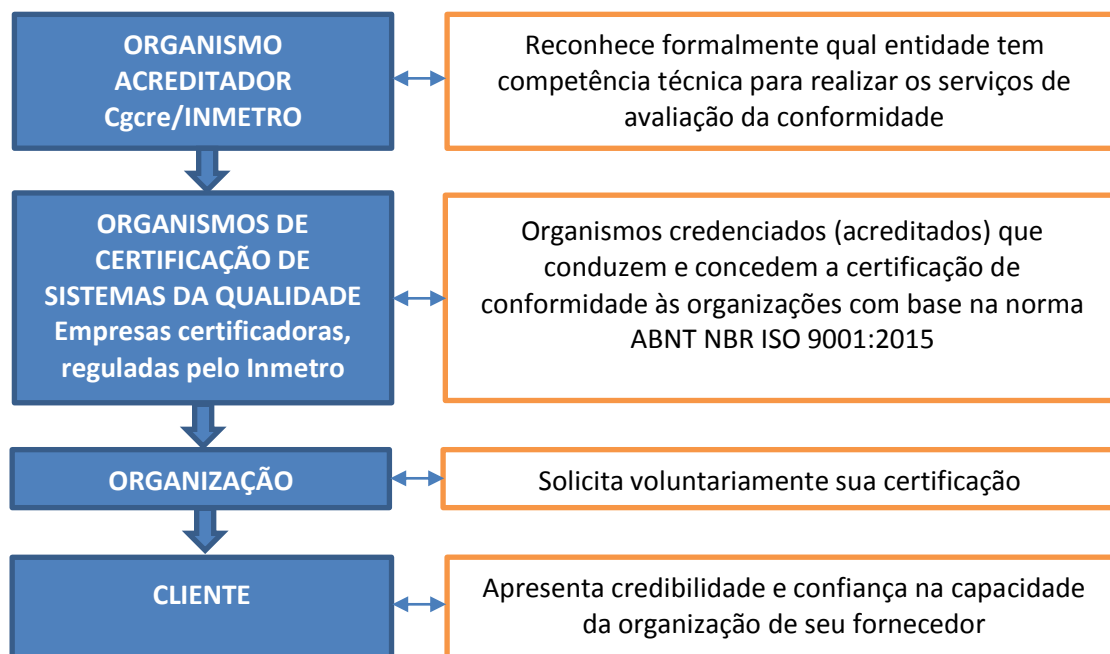 ORGANISMO
ACREDITADOR
Cgcre/INMETRO
Reconhece formalmente qual entidade tem
competência técnica para realizar os serviços de
avaliação da conformidade
ORGANISMOS DE
CERTIFICAÇÃO DE
SISTEMAS DA QUALIDADE
Empresas certificadoras,
reguladas pelo Inmetro
Organismos credenciados (acreditados) que
conduzem e concedem a certificação de
conformidade às organizações com base na norma
ABNT NBR ISO 9001:2015
ORGANIZAÇÃO
Solicita voluntariamente sua certificação
CLIENTE
Apresenta credibilidade e confiança na capacidade
da organização de seu fornecedor